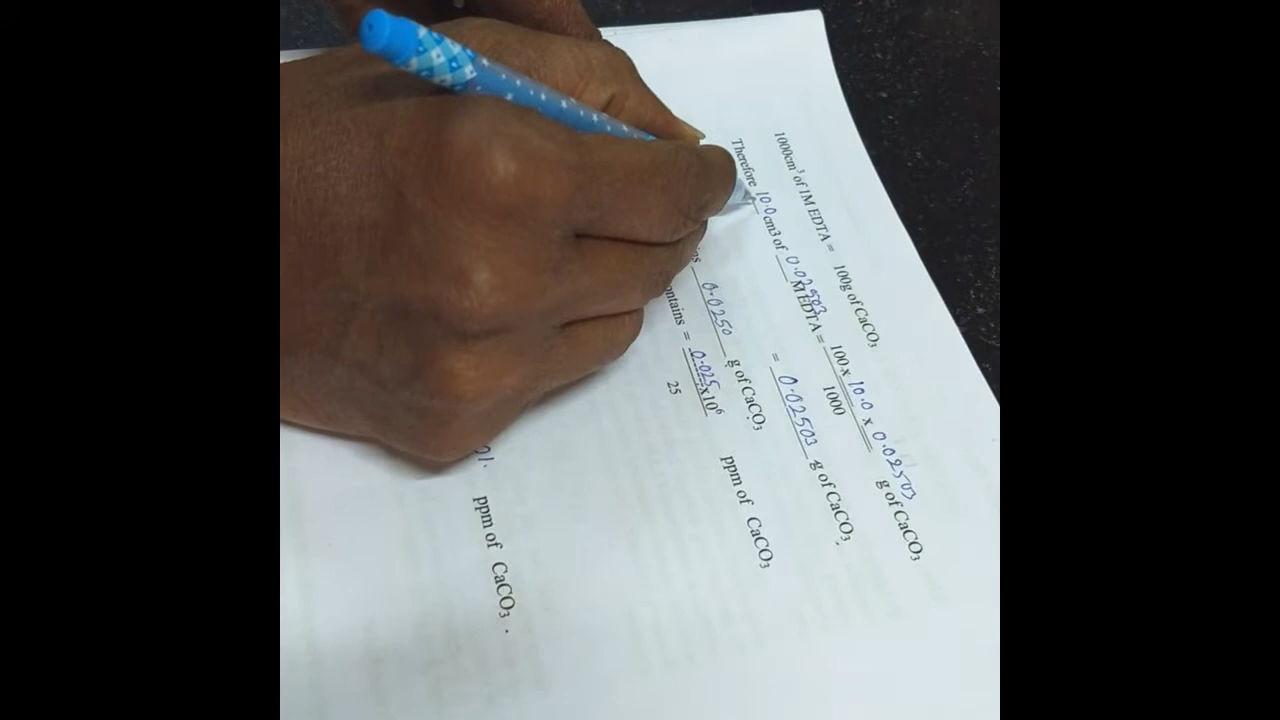 1000cm³ of 1M EDTA = 100g of CaCO₃
Therefore 10.0 cm3 of 0.02503 M EDTA = 100 x 10.0 x 0.02503 g of CaCO₃
1000
= 0.02503 g of CaCO₃
0.0250 g of CaCO₃
= 0.025 x10⁶ ppm of CaCO₃
25
ppm of CaCO₃.